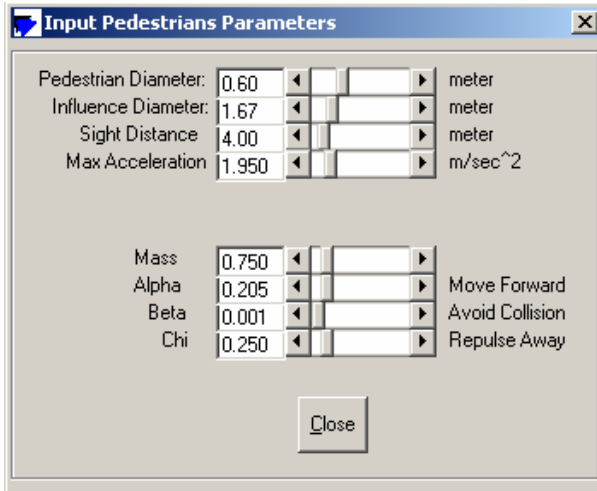 Input Pedestrians Parameters
Pedestrian Diameter: 0.60 meter
Influence Diameter: 1.67 meter
Sight Distance 4.00 meter
Max Acceleration 1.950 m/sec^2
Mass 0.750
Alpha 0.205 Move Forward
Beta 0.001 Avoid Collision
Chi 0.250 Repulse Away
Close